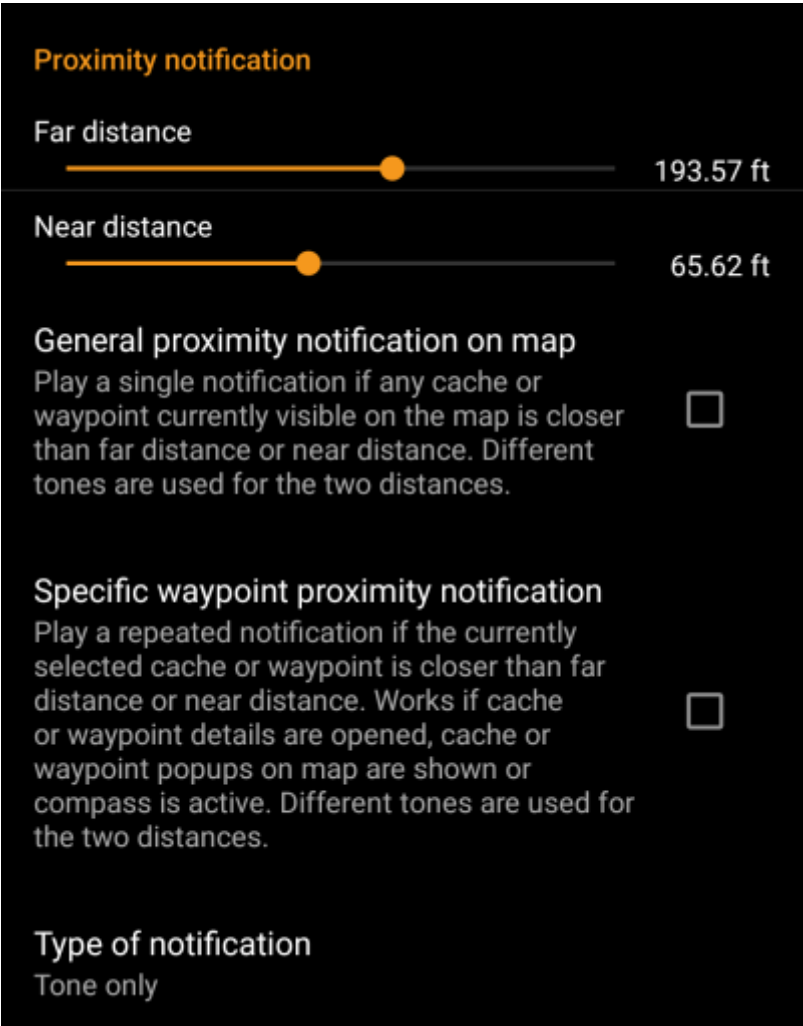 Proximity notification
Far distance
193.57 ft
Near distance
65.62 ft
General proximity notification on map
Play a single notification if any cache or
waypoint currently visible on the map is closer
than far distance or near distance. Different
tones are used for the two distances.
Specific waypoint proximity notification
Play a repeated notification if the currently
selected cache or waypoint is closer than far
distance or near distance. Works if cache
or waypoint details are opened, cache or
waypoint popups on map are shown or
compass is active. Different tones are used for
the two distances.
Type of notification
Tone only